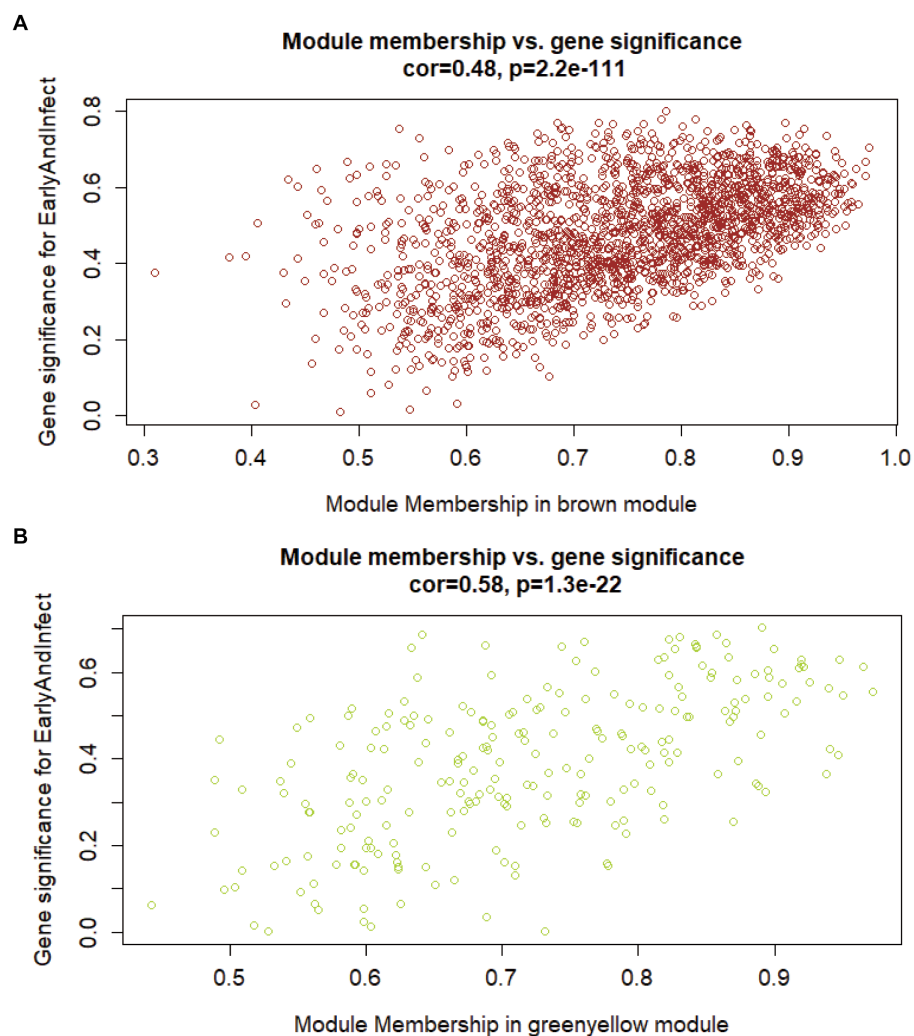 A
Module membership vs. gene significance
cor=0.48, p=2.2e-111
Gene significance for EarlyAndInfect
0.8
0.6
0.4
0.2
0.0
0.3 0.4 0.5 0.6 0.7 0.8 0.9 1.0
Module Membership in brown module
B
Module membership vs. gene significance
cor=0.58, p=1.3e-22
Gene significance for EarlyAndInfect
0.6
0.4
0.2
0.0
0.5 0.6 0.7 0.8 0.9
Module Membership in greenyellow module